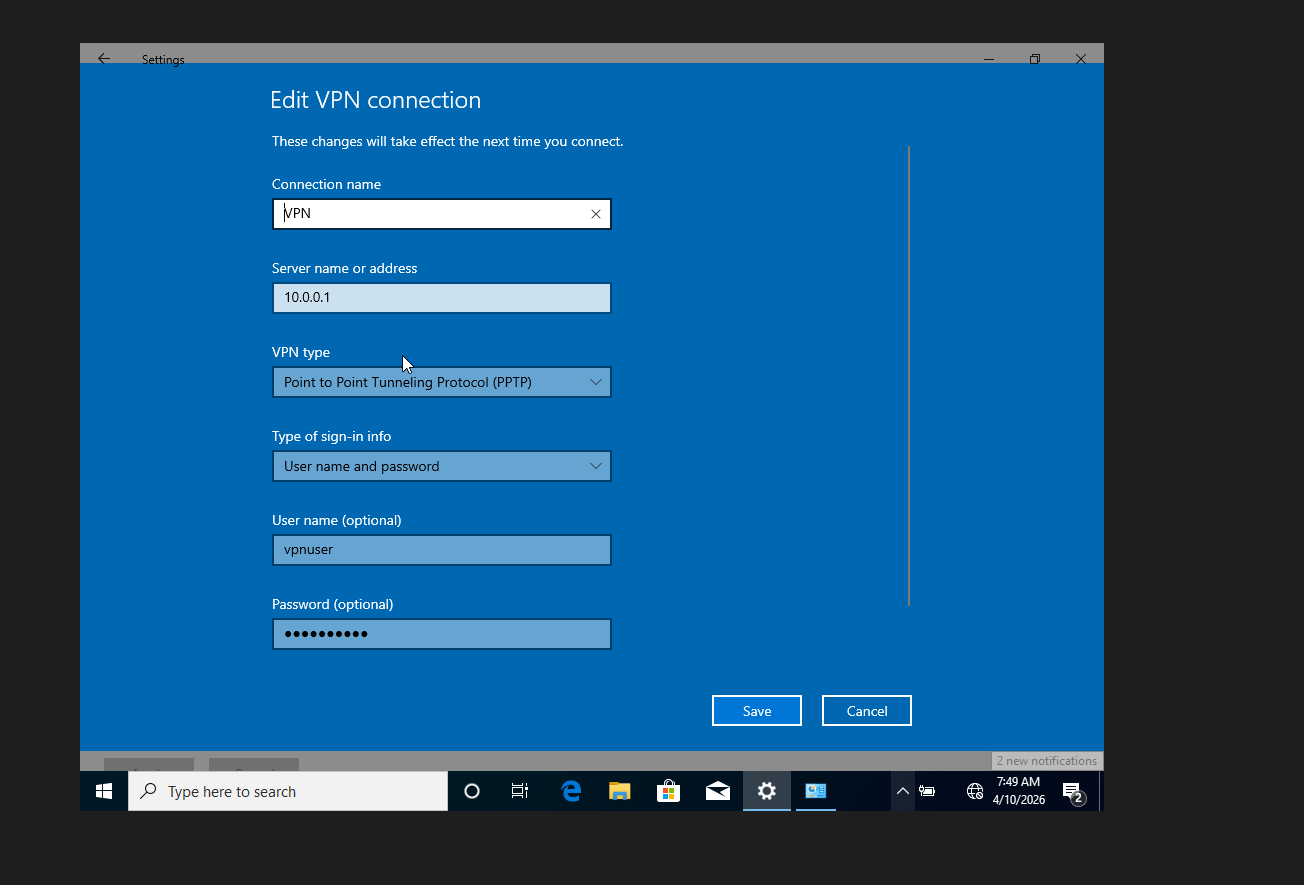 Settings
Edit VPN connection
These changes will take effect the next time you connect.
Connection name
VPN
Server name or address
10.0.0.1
VPN type
Point to Point Tunneling Protocol (PPTP)
Type of sign-in info
User name and password
User name (optional)
vpnuser
Password (optional)
●●●●●●●●●●
Save
Cancel
2 new notifications
Type here to search
7:49 AM
4/10/2026
2